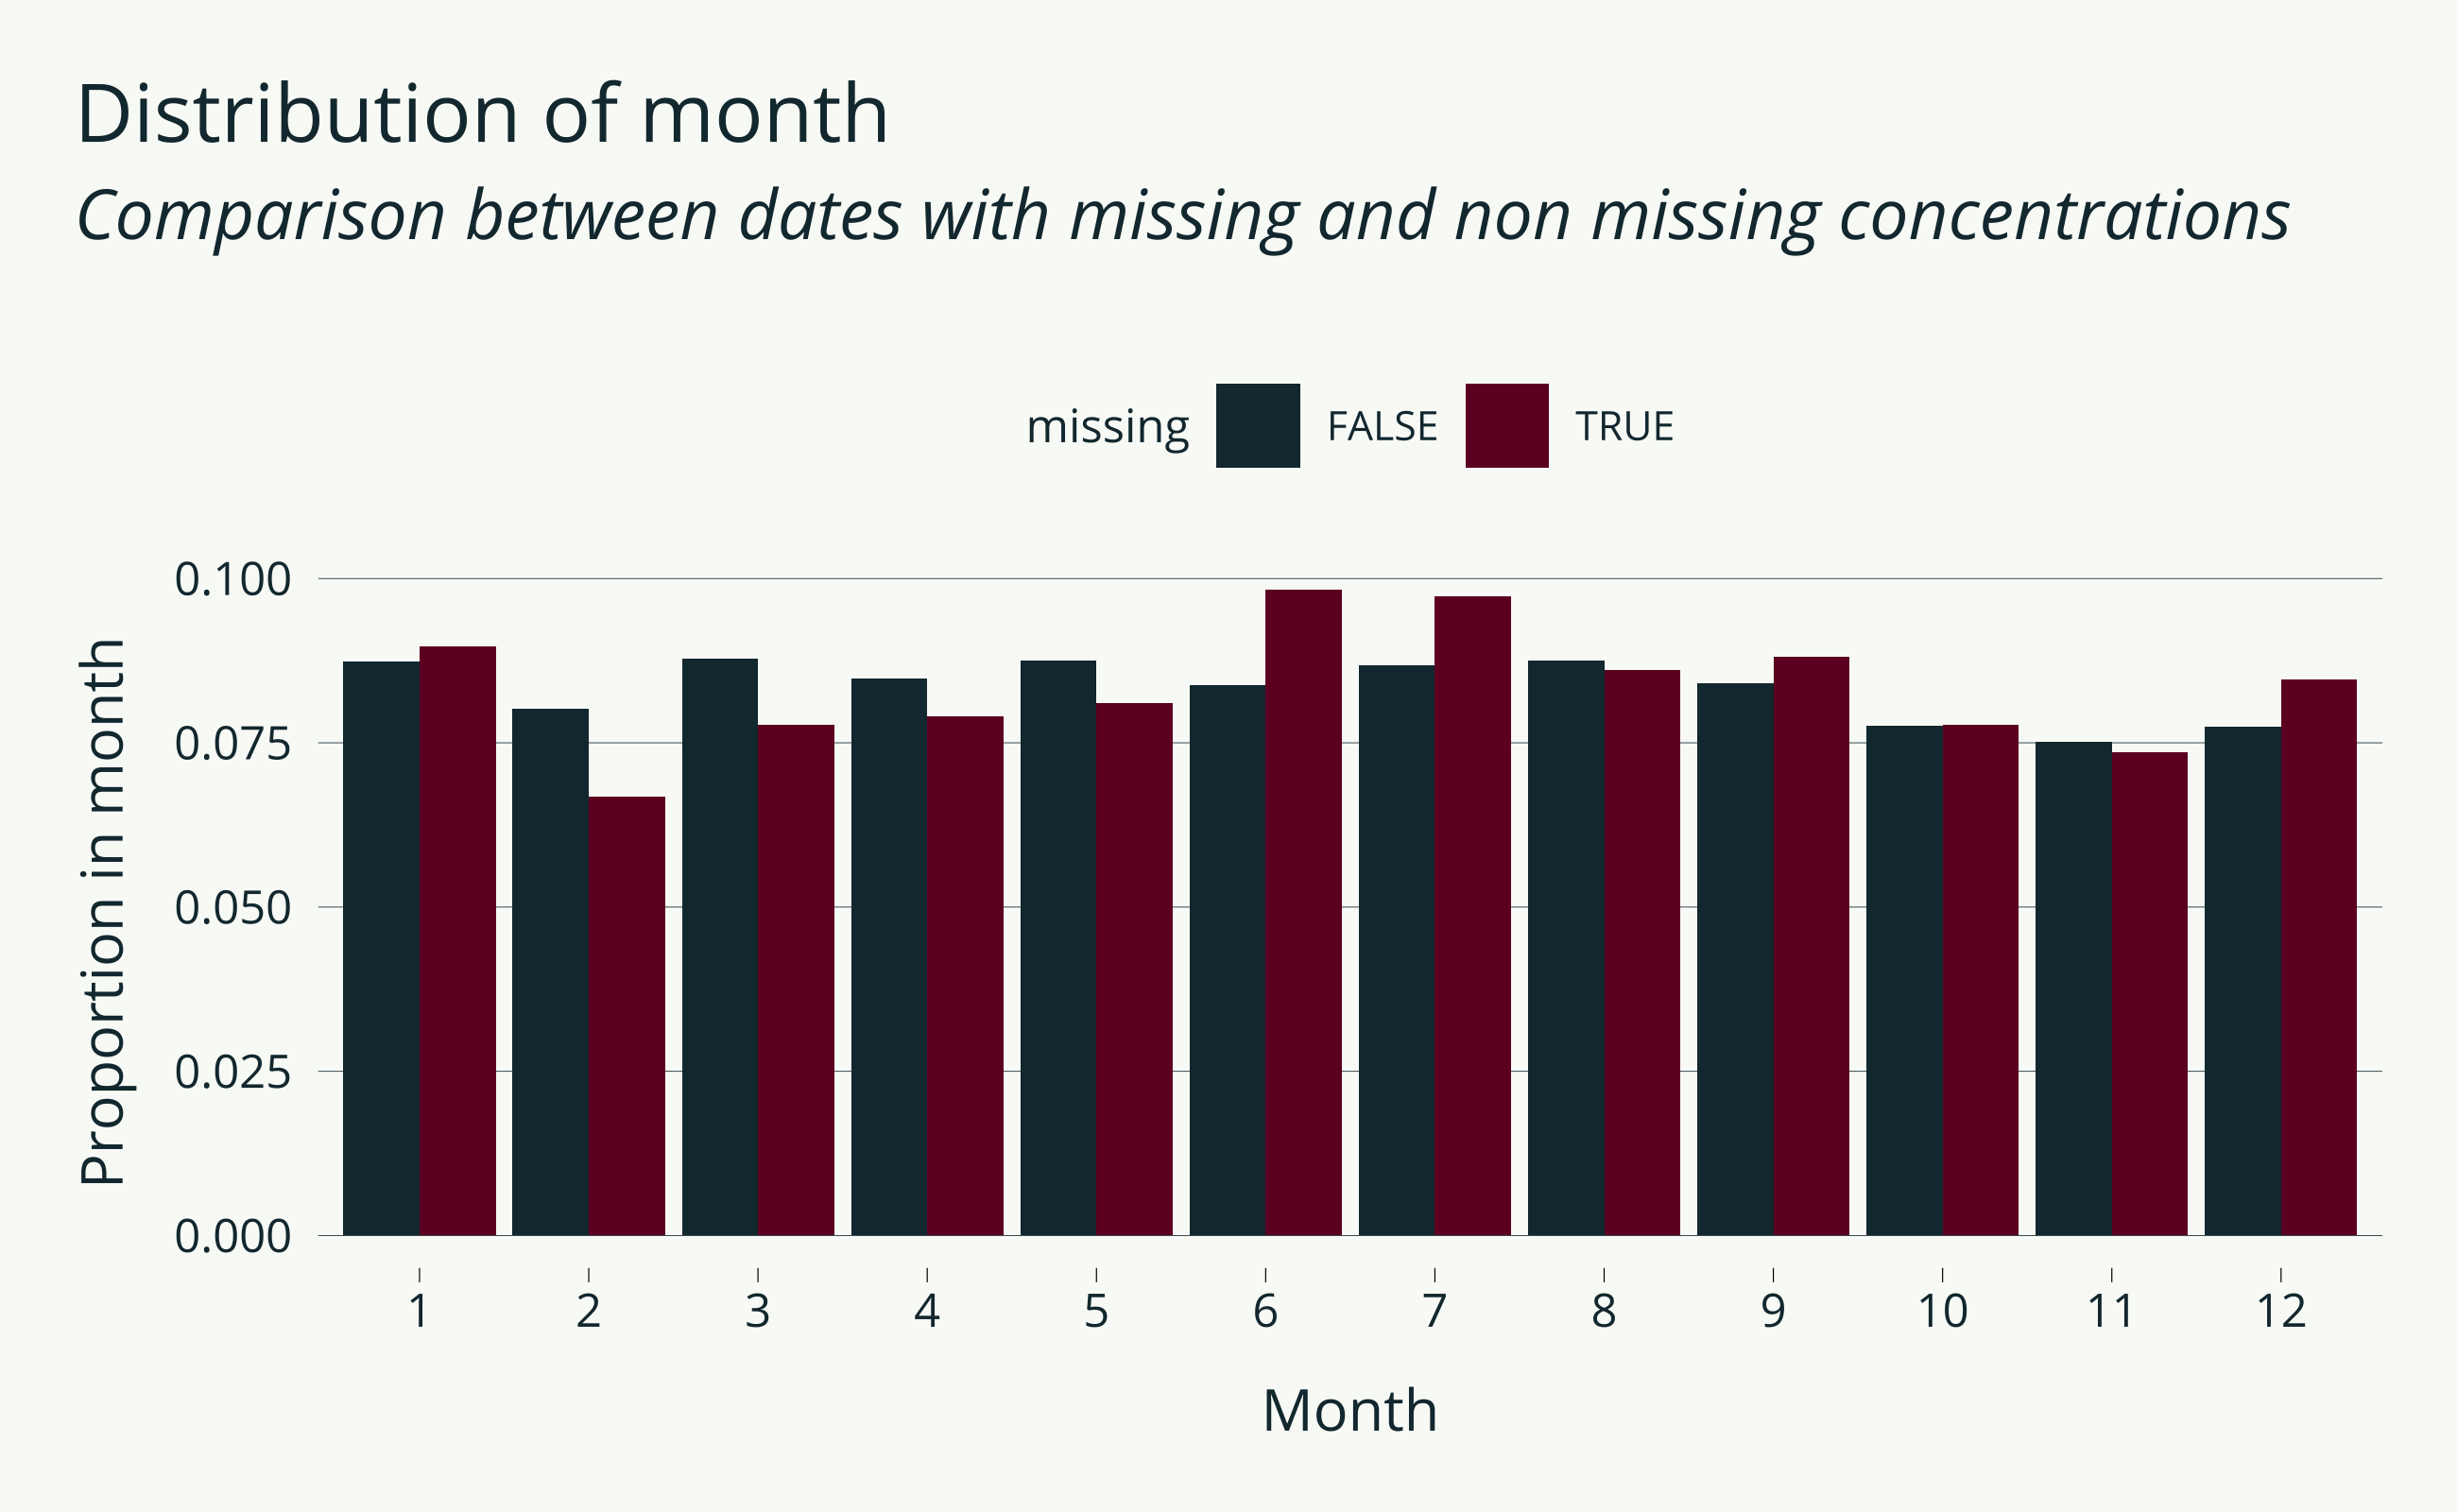 Distribution of month
Comparison between dates with missing and non missing concentrations
missing FALSE TRUE
0.100
0.075
0.050
0.025
0.000
Proportion in month
1 2 3 4 5 6 7 8 9 10 11 12
Month